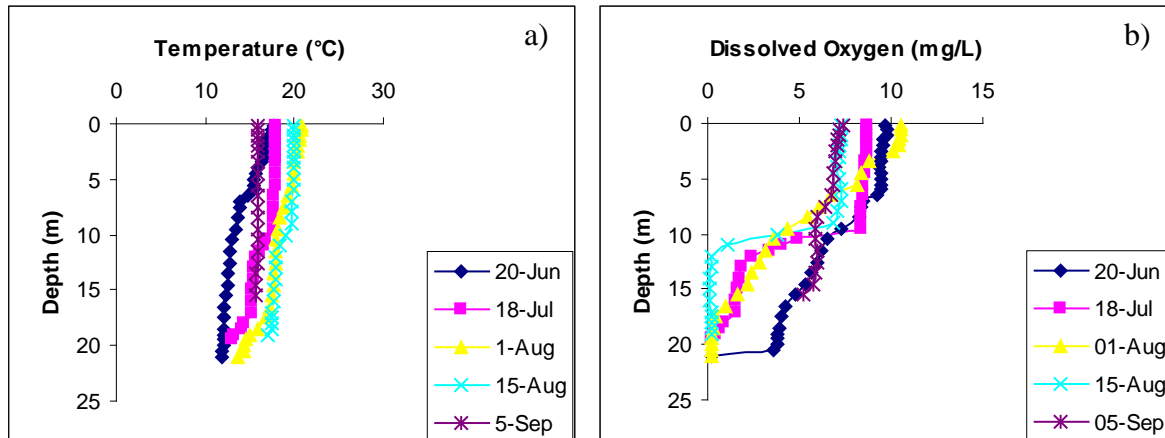 Temperature (°C)
a)
0 10 20 30
0
5
10
15
20
25
Depth (m)
20-Jun
18-Jul
1-Aug
15-Aug
5-Sep
Dissolved Oxygen (mg/L)
b)
0 5 10 15
0
5
10
15
20
25
Depth (m)
20-Jun
18-Jul
01-Aug
15-Aug
05-Sep